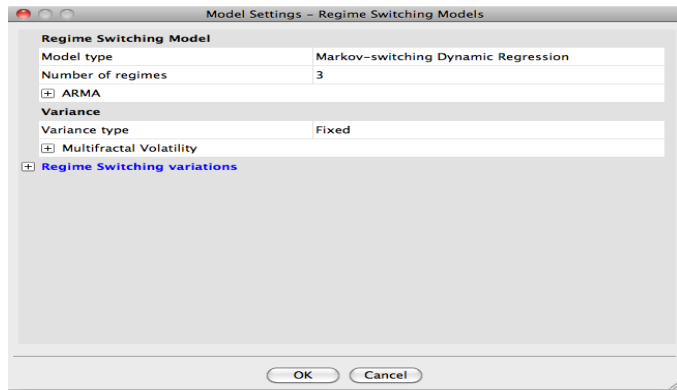 Model Settings – Regime Switching Models
Regime Switching Model
Model type Markov-switching Dynamic Regression
Number of regimes 3
ARMA
Variance
Variance type Fixed
Multifractal Volatility
Regime Switching variations
OK Cancel